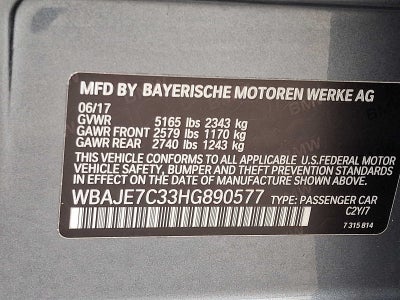 MFD BY BAYERISCHE MOTOREN WERKE AG
06/17
GVWR 5165 lbs 2343 kg
GAWR FRONT 2579 lbs 1170 kg
GAWR REAR 2740 lbs 1243 kg
THIS VEHICLE CONFORMS TO ALL APPLICABLE U.S.FEDERAL MOTOR
VEHICLE SAFETY, BUMPER AND THEFT PREVENTION STANDARDS IN
EFFECT ON THE DATE OF MANUFACTURE SHOWN ABOVE.
WBAJE7C33HG890577 TYPE: PASSENGER CAR
C2Y/7
7 315 814